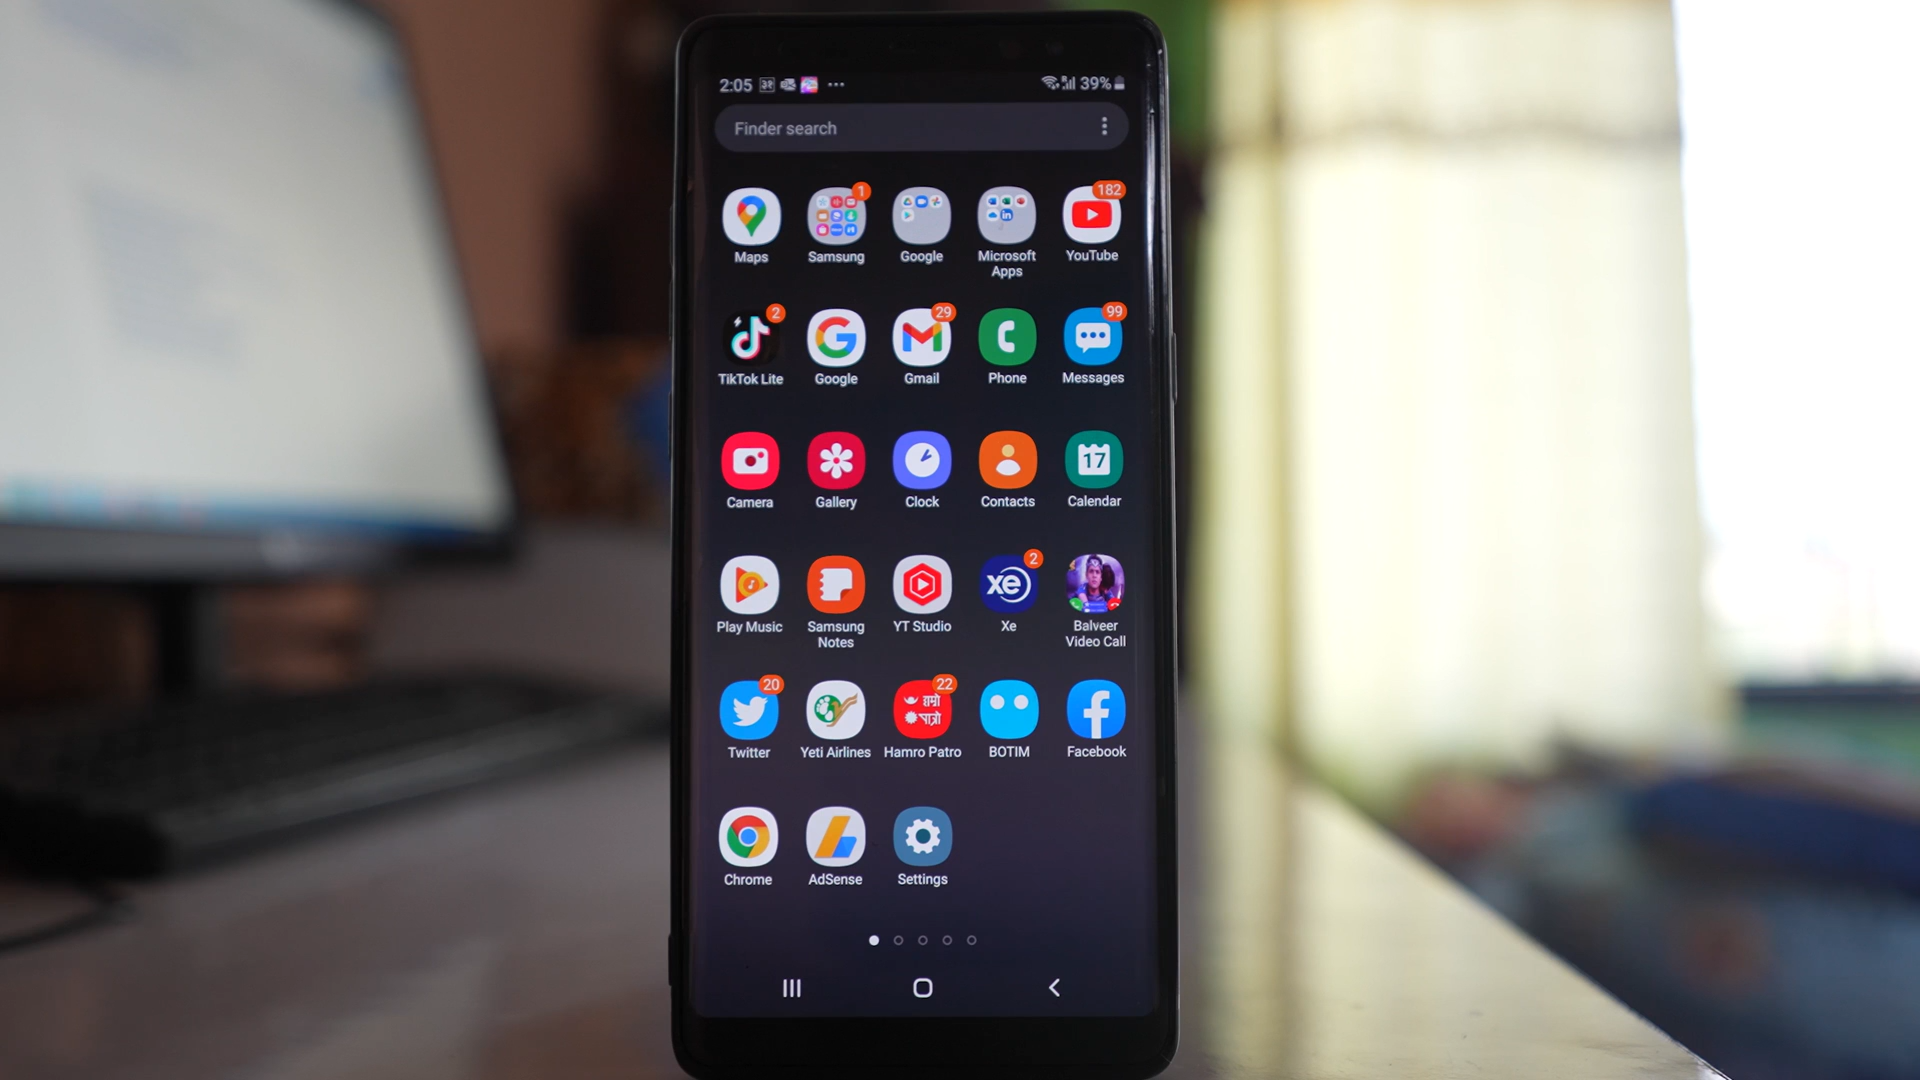 2:05 39%
Finder search
1 182
Maps Samsung Google Microsoft Apps YouTube
2 29 99
TikTok Lite Google Gmail Phone Messages
17
Camera Gallery Clock Contacts Calendar
xe 2
Play Music Samsung Notes YT Studio Xe Balveer Video Call
20 हाम्रो पात्रो 22
Twitter Yeti Airlines Hamro Patro BOTIM Facebook
Chrome AdSense Settings